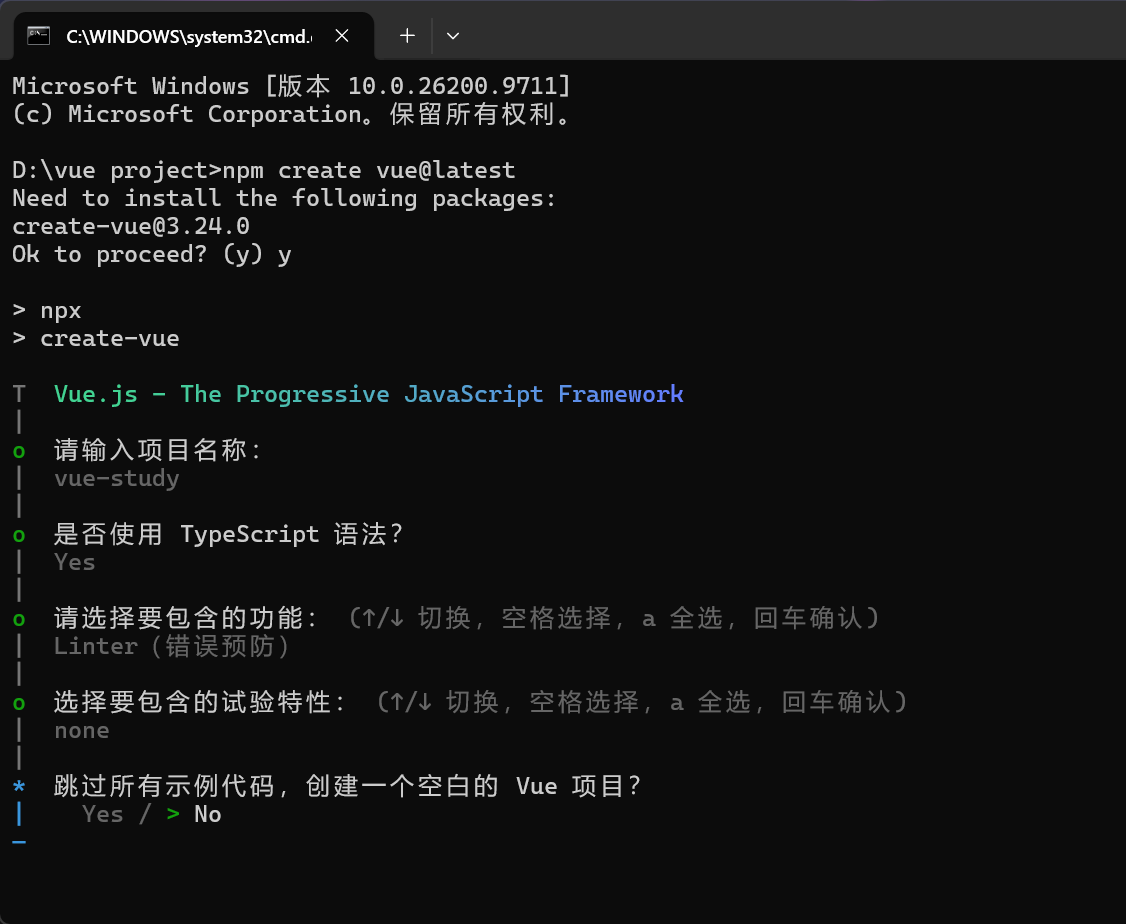 C:\WINDOWS\system32\cmd.
Microsoft Windows [版本 10.0.26200.9711]
(c) Microsoft Corporation。保留所有权利。
D:\vue project>npm create vue@latest
Need to install the following packages:
create-vue@3.24.0
Ok to proceed? (y) y
> npx
> create-vue
T  Vue.js - The Progressive JavaScript Framework
|
o  请输入项目名称:
|  vue-study
|
o  是否使用 TypeScript 语法?
|  Yes
|
o  请选择要包含的功能: (↑/↓ 切换, 空格选择, a 全选, 回车确认)
|  Linter (错误预防)
|
o  选择要包含的试验特性: (↑/↓ 切换, 空格选择, a 全选, 回车确认)
|  none
|
*  跳过所有示例代码, 创建一个空白的 Vue 项目?
|    Yes / > No
—